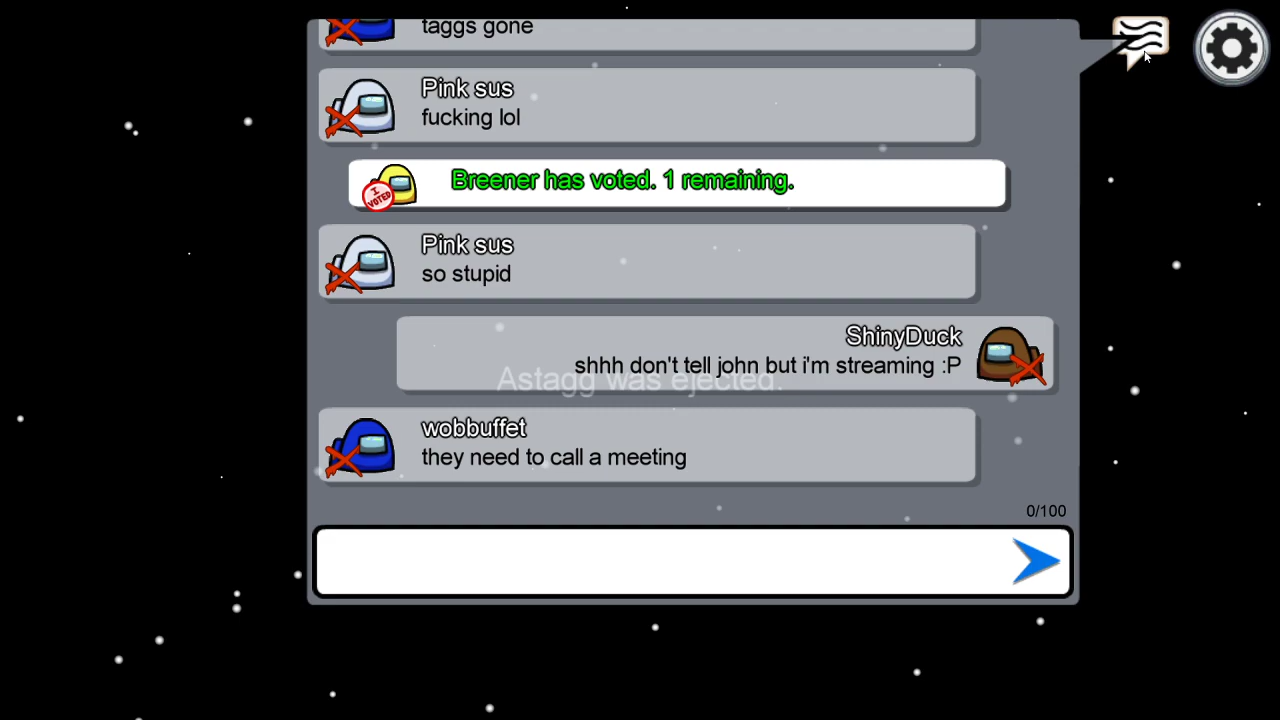 taggs gone
Pink sus
fucking lol
I VOTED
Breener has voted. 1 remaining.
Pink sus
so stupid
ShinyDuck
shhh don't tell john but i'm streaming :P
Astagg was ejected.
wobbuffet
they need to call a meeting
0/100